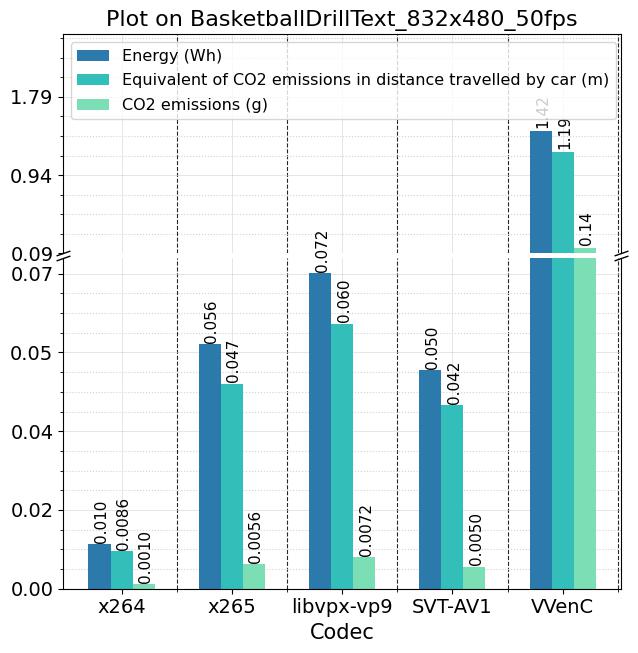 Plot on BasketballDrillText_832x480_50fps
Energy (Wh)
Equivalent of CO2 emissions in distance travelled by car (m)
CO2 emissions (g)
1.79
0.94
0.09
0.07
0.05
0.04
0.02
0.00
0.010
0.0086
0.0010
0.056
0.047
0.0056
0.072
0.060
0.0072
0.050
0.042
0.0050
1.42
1.19
0.14
x264
x265
libvpx-vp9
SVT-AV1
VVenC
Codec